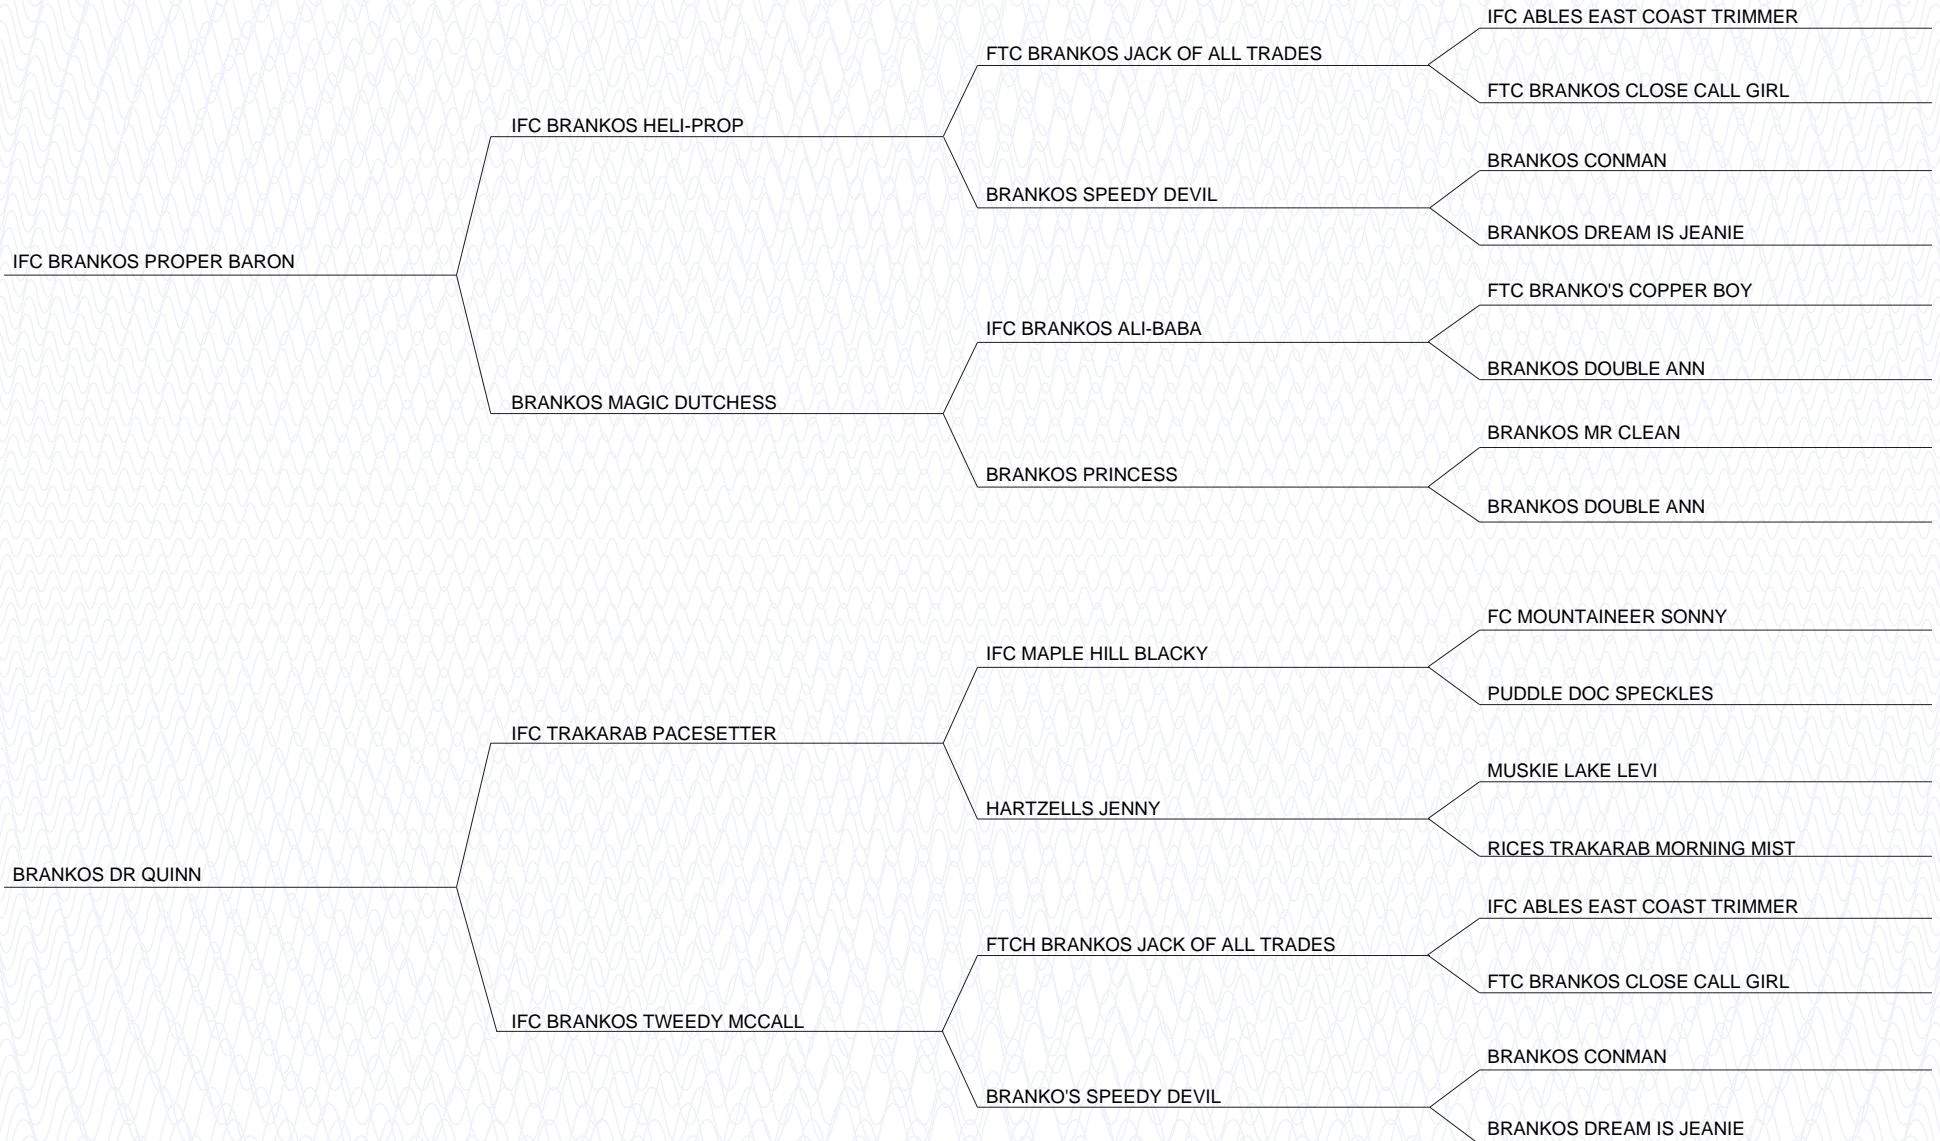 IFC ABLES EAST COAST TRIMMER
FTC BRANKOS JACK OF ALL TRADES
FTC BRANKOS CLOSE CALL GIRL
IFC BRANKOS HELI-PROP
BRANKOS CONMAN
BRANKOS SPEEDY DEVIL
BRANKOS DREAM IS JEANIE
IFC BRANKOS PROPER BARON
FTC BRANKO'S COPPER BOY
IFC BRANKOS ALI-BABA
BRANKOS DOUBLE ANN
BRANKOS MAGIC DUTCHESS
BRANKOS MR CLEAN
BRANKOS PRINCESS
BRANKOS DOUBLE ANN
FC MOUNTAINEER SONNY
IFC MAPLE HILL BLACKY
PUDDLE DOC SPECKLES
IFC TRAKARAB PACESETTER
MUSKIE LAKE LEVI
HARTZELLS JENNY
RICES TRAKARAB MORNING MIST
BRANKOS DR QUINN
IFC ABLES EAST COAST TRIMMER
FTCH BRANKOS JACK OF ALL TRADES
FTC BRANKOS CLOSE CALL GIRL
IFC BRANKOS TWEEDY MCCALL
BRANKOS CONMAN
BRANKO'S SPEEDY DEVIL
BRANKOS DREAM IS JEANIE